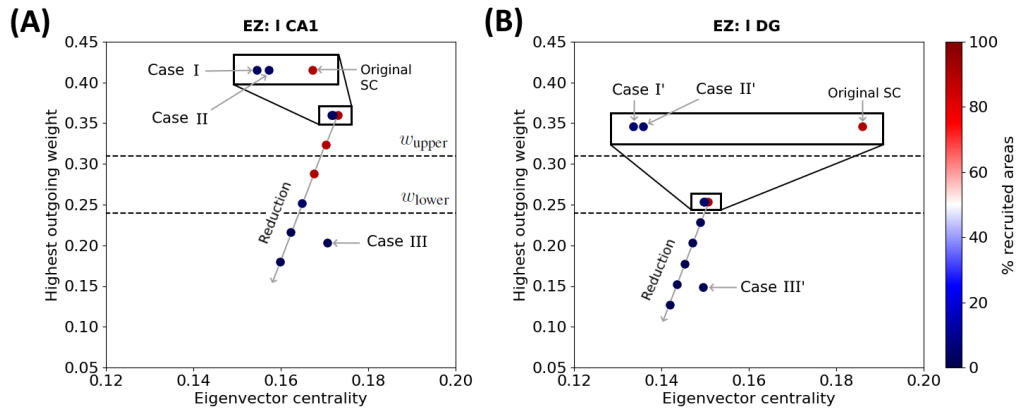 (A)
EZ: l CA1
Highest outgoing weight
0.45
0.40
0.35
0.30
0.25
0.20
0.15
0.10
0.05
Case I
Case II
Original
SC
w_upper
w_lower
Reduction
Case III
0.12
0.14
0.16
0.18
0.20
Eigenvector centrality
(B)
EZ: l DG
Highest outgoing weight
0.45
0.40
0.35
0.30
0.25
0.20
0.15
0.10
0.05
Case I'
Case II'
Original SC
Reduction
Case III'
0.12
0.14
0.16
0.18
0.20
Eigenvector centrality
100
80
60
40
20
0
% recruited areas